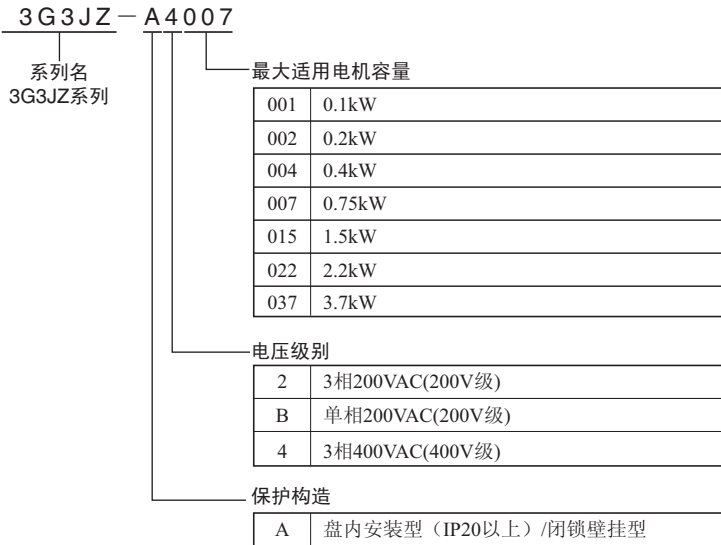 3G3JZ－A4007
系列名
3G3JZ系列
最大适用电机容量
001 0.1kW
002 0.2kW
004 0.4kW
007 0.75kW
015 1.5kW
022 2.2kW
037 3.7kW
电压级别
2 3相200VAC(200V级)
B 单相200VAC(200V级)
4 3相400VAC(400V级)
保护构造
A 盘内安装型（IP20以上）/闭锁壁挂型